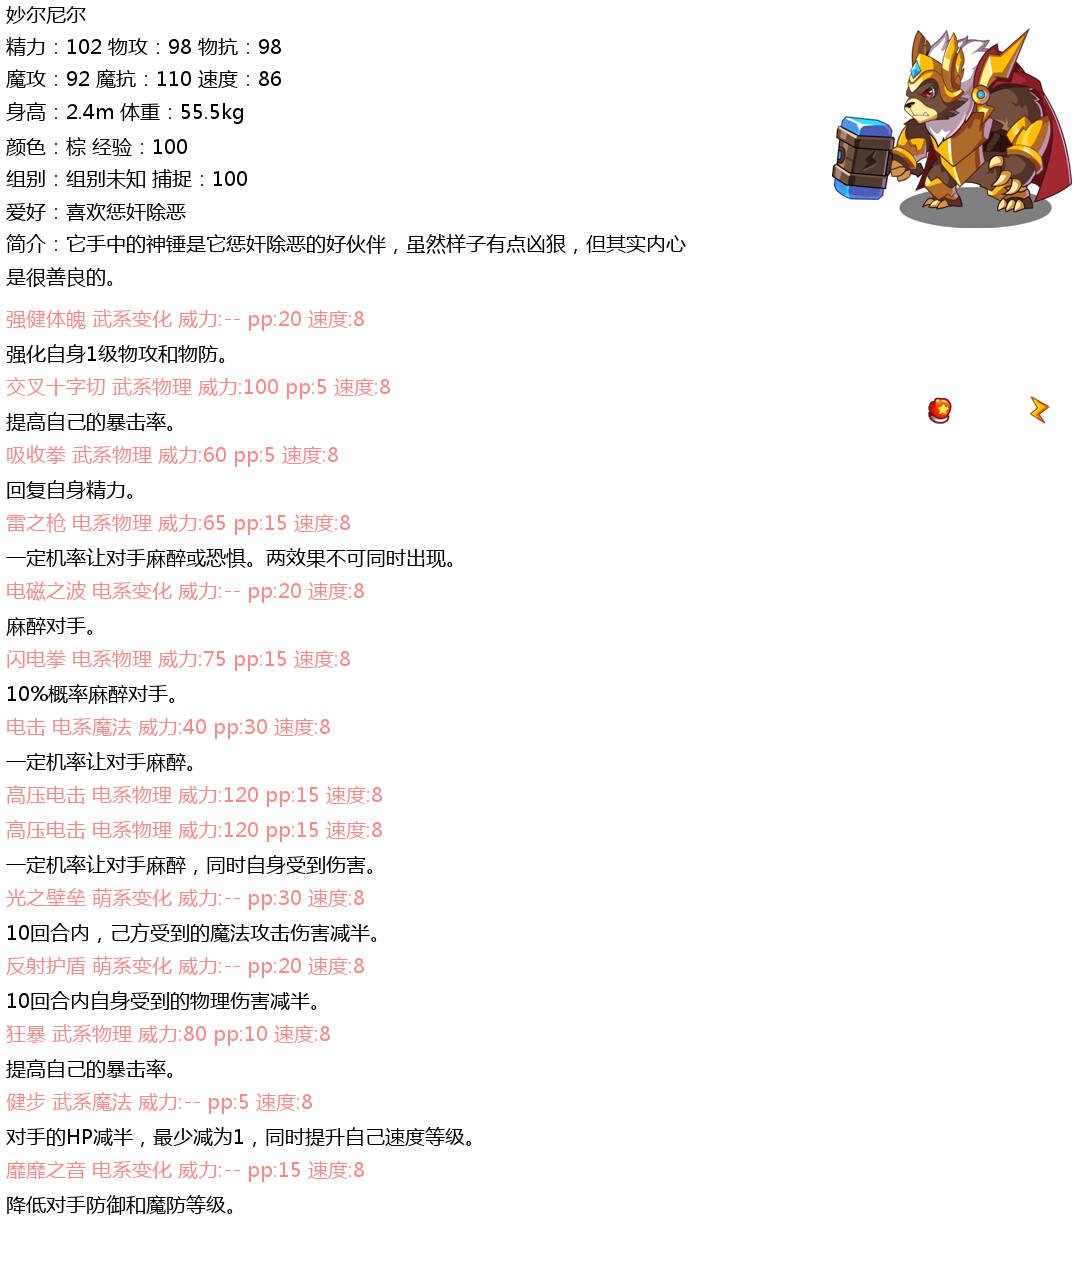 妙尔尼尔
精力：102 物攻：98 物抗：98
魔攻：92 魔抗：110 速度：86
身高：2.4m 体重：55.5kg
颜色：棕 经验：100
组别：组别未知 捕捉：100
爱好：喜欢惩奸除恶
简介：它手中的神锤是它惩奸除恶的好伙伴，虽然样子有点凶狠，但其实内心
是很善良的。
强健体魄 武系变化 威力:-- pp:20 速度:8
强化自身1级物攻和物防。
交叉十字切 武系物理 威力:100 pp:5 速度:8
提高自己的暴击率。
吸收拳 武系物理 威力:60 pp:5 速度:8
回复自身精力。
雷之枪 电系物理 威力:65 pp:15 速度:8
一定机率让对手麻醉或恐惧。两效果不可同时出现。
电磁之波 电系变化 威力:-- pp:20 速度:8
麻醉对手。
闪电拳 电系物理 威力:75 pp:15 速度:8
10%概率麻醉对手。
电击 电系魔法 威力:40 pp:30 速度:8
一定机率让对手麻醉。
高压电击 电系物理 威力:120 pp:15 速度:8
高压电击 电系物理 威力:120 pp:15 速度:8
一定机率让对手麻醉，同时自身受到伤害。
光之壁垒 萌系变化 威力:-- pp:30 速度:8
10回合内，己方受到的魔法攻击伤害减半。
反射护盾 萌系变化 威力:-- pp:20 速度:8
10回合内自身受到的物理伤害减半。
狂暴 武系物理 威力:80 pp:10 速度:8
提高自己的暴击率。
健步 武系魔法 威力:-- pp:5 速度:8
对手的HP减半，最少减为1，同时提升自己速度等级。
靡靡之音 电系变化 威力:-- pp:15 速度:8
降低对手防御和魔防等级。